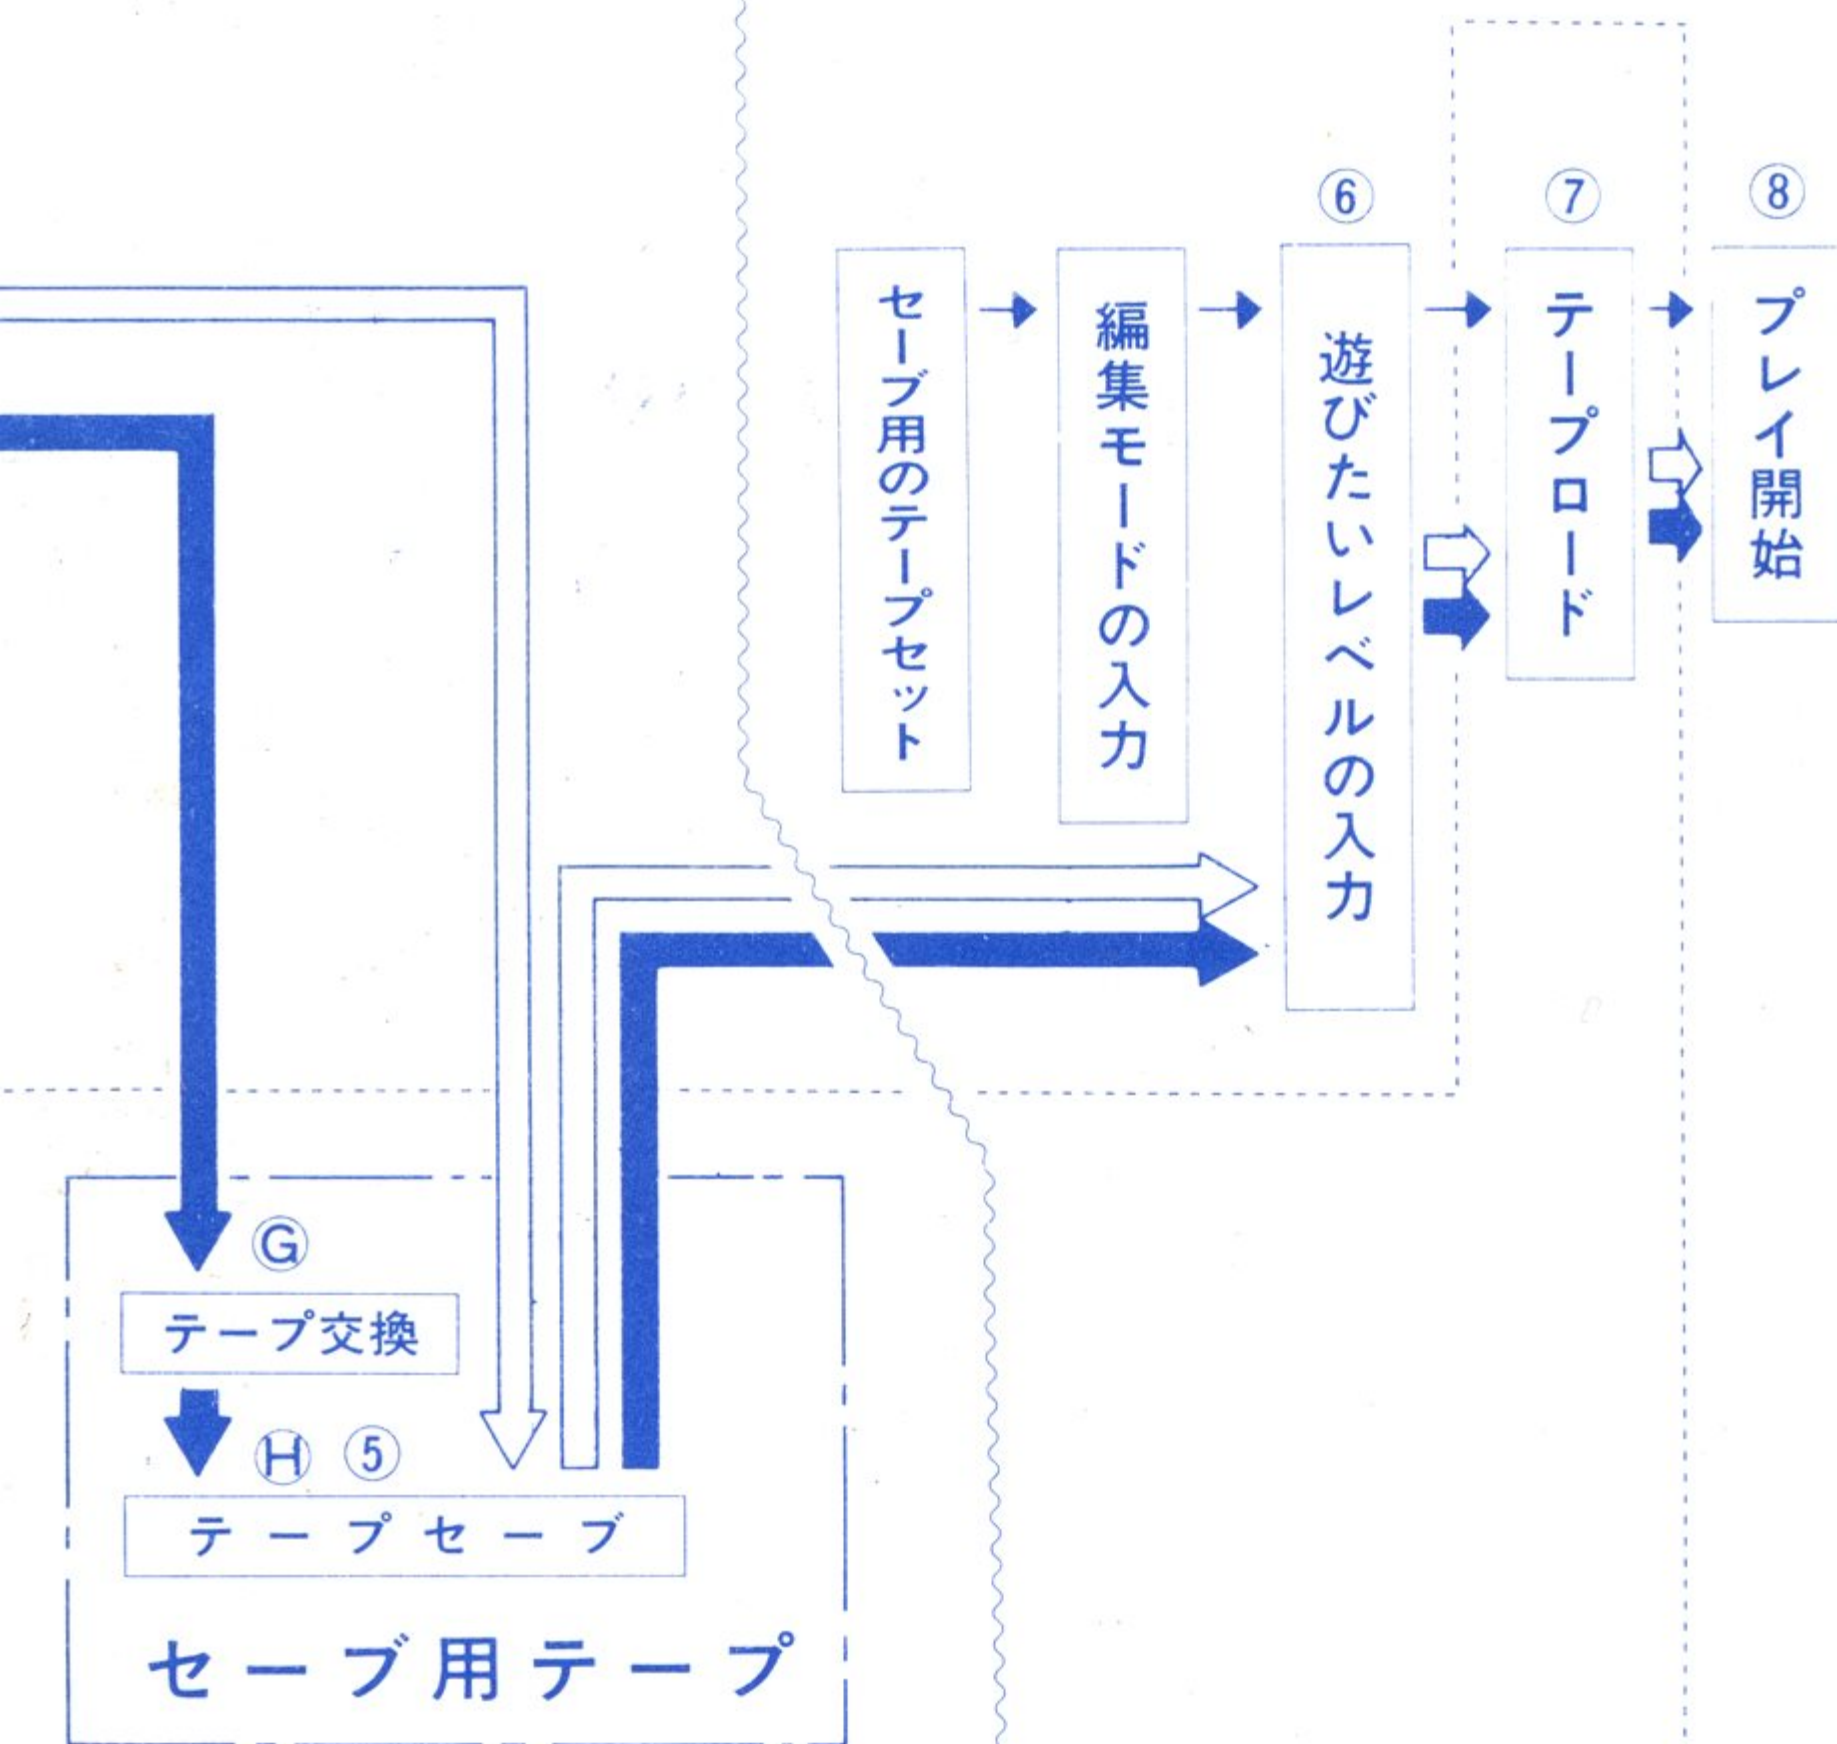 ⑥
⑦
⑧
セーブ用のテープセット
編集モードの入力
遊びたいレベルの入力
テープロード
プレイ開始
Ⓖ
テープ交換
Ⓗ ⑤
テープセーブ
セーブ用テープ